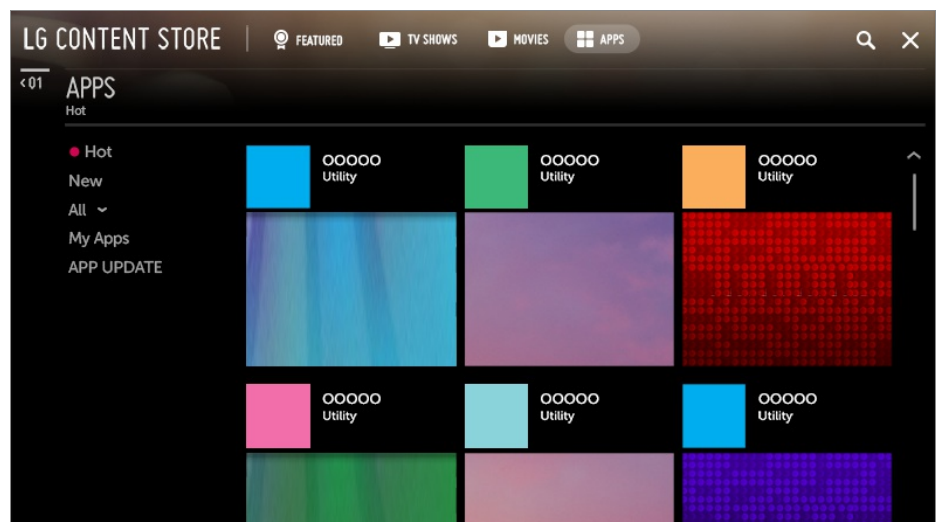 LG CONTENT STORE
FEATURED
TV SHOWS
MOVIES
APPS
<01
APPS
Hot
Hot
New
All
My Apps
APP UPDATE
OOOOO
Utility
OOOOO
Utility
OOOOO
Utility
OOOOO
Utility
OOOOO
Utility
OOOOO
Utility